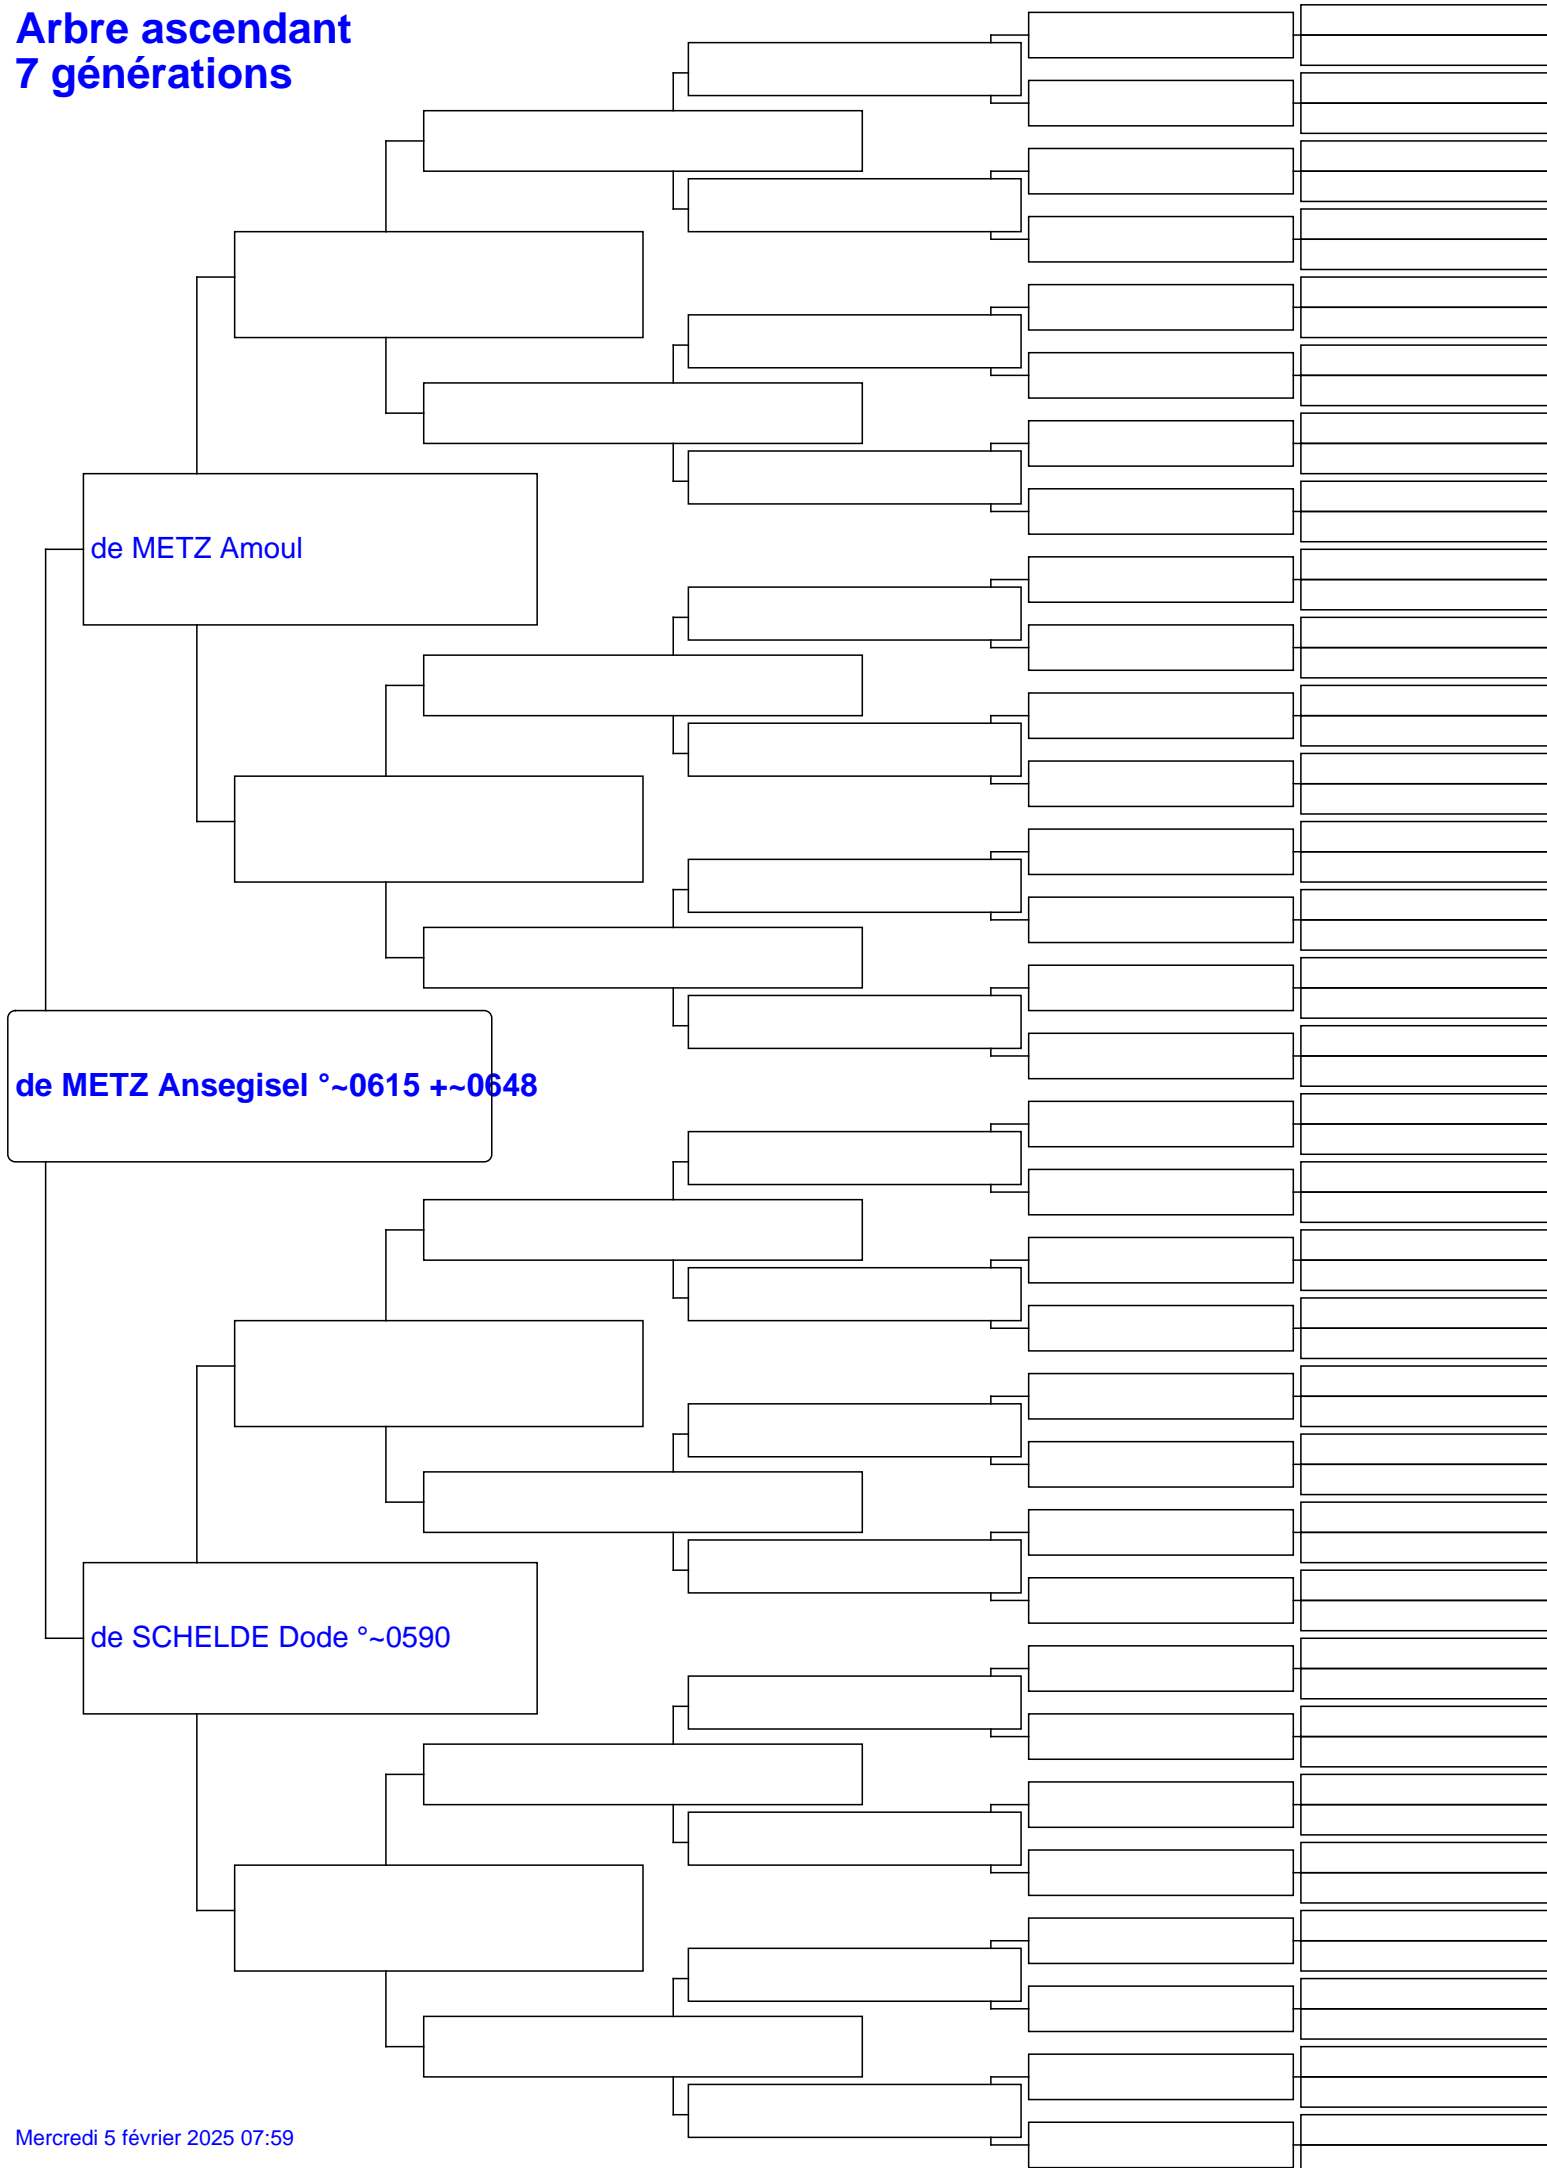 Arbre ascendant
7 générations
de METZ Amoul
de METZ Ansegisel °~0615 +~0648
de SCHELDE Dode °~0590
Mercredi 5 février 2025 07:59